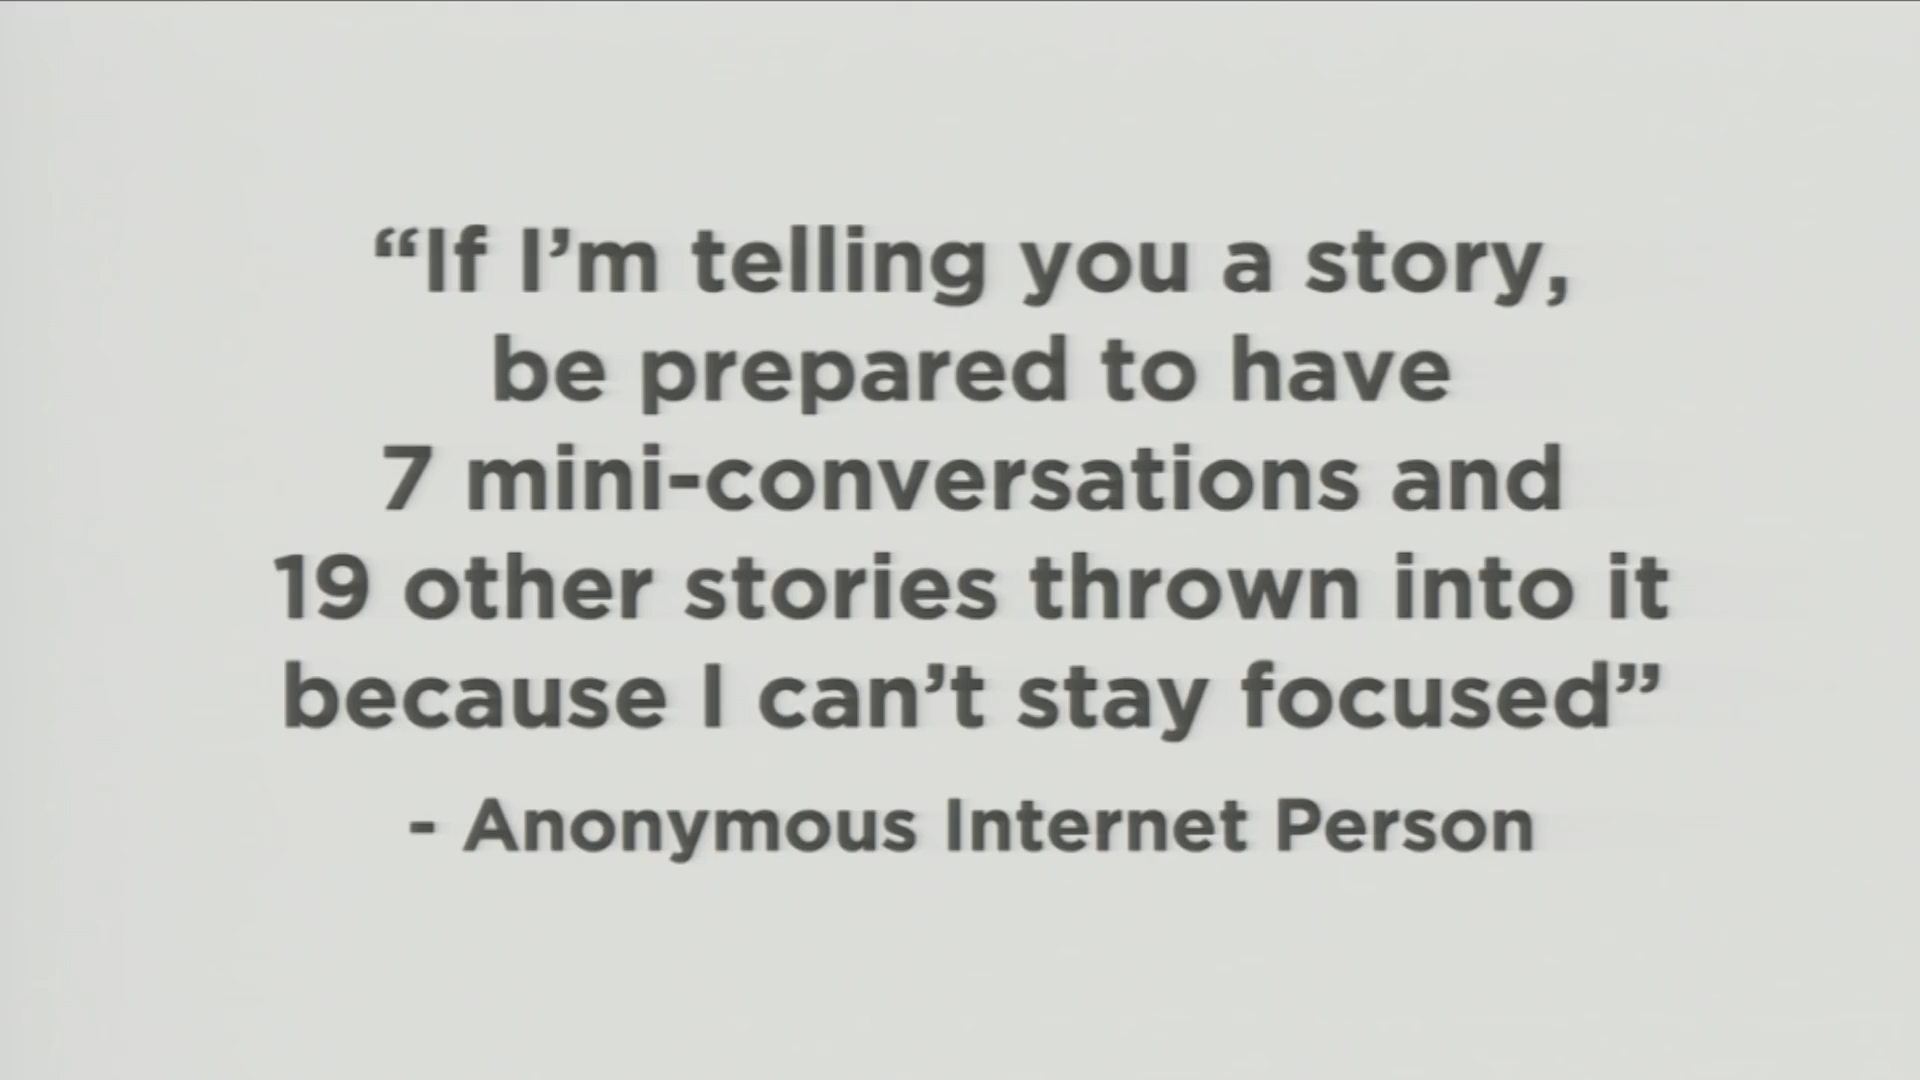 “If I’m telling you a story,
be prepared to have
7 mini-conversations and
19 other stories thrown into it
because I can’t stay focused”
- Anonymous Internet Person